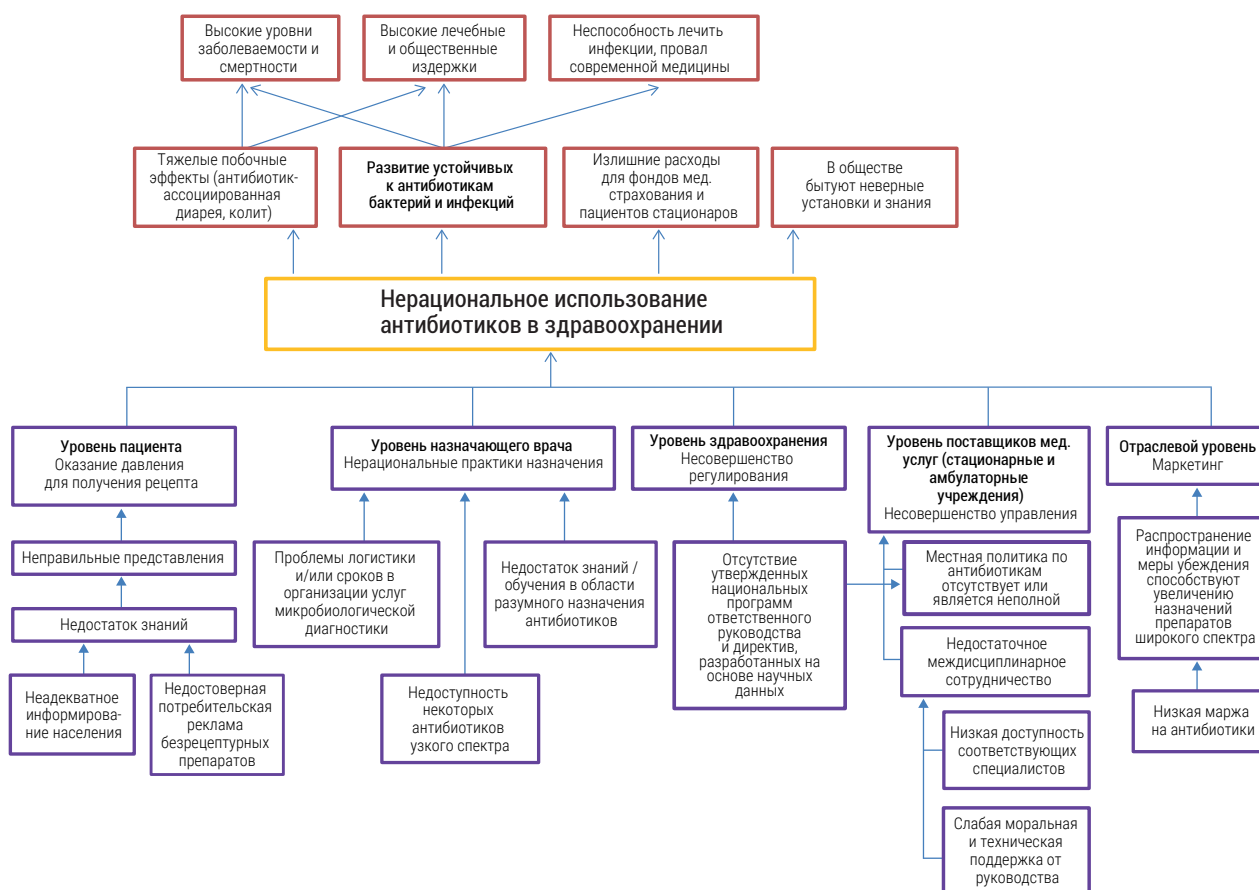 Высокие уровни
заболеваемости и
смертности
Высокие лечебные
и общественные
издержки
Неспособность лечить
инфекции, провал
современной медицины
Тяжелые побочные
эффекты (антибиотик-
ассоциированная
диарея, колит)
Развитие устойчивых
к антибиотикам
бактерий и инфекций
Излишние расходы
для фондов мед.
страхования и
пациентов стационаров
В обществе
бытуют неверные
установки и знания
Нерациональное использование
антибиотиков в здравоохранении
Уровень пациента
Оказание давления
для получения рецепта
Уровень назначающего врача
Нерациональные практики назначения
Уровень здравоохранения
Несовершенство
регулирования
Уровень поставщиков мед.
услуг (стационарные и
амбулаторные
учреждения)
Несовершенство управления
Отраслевой уровень
Маркетинг
Неправильные представления
Недостаток знаний
Неадекватное
информирова-
ние населения
Недостоверная
потребительская
реклама
безрецептурных
препаратов
Проблемы логистики
и/или сроков в
организации услуг
микробиологической
диагностики
Недоступность
некоторых
антибиотиков
узкого спектра
Недостаток знаний /
обучения в области
разумного назначения
антибиотиков
Отсутствие
утвержденных
национальных
программ
ответственного
руководства
и директив,
разработанных на
основе научных
данных
Местная политика по
антибиотикам
отсутствует или
является неполной
Недостаточное
междисциплинарное
сотрудничество
Низкая доступность
соответствующих
специалистов
Слабая моральная
и техническая
поддержка от
руководства
Распространение
информации и
меры убеждения
способствуют
увеличению
назначений
препаратов
широкого спектра
Низкая маржа
на антибиотики